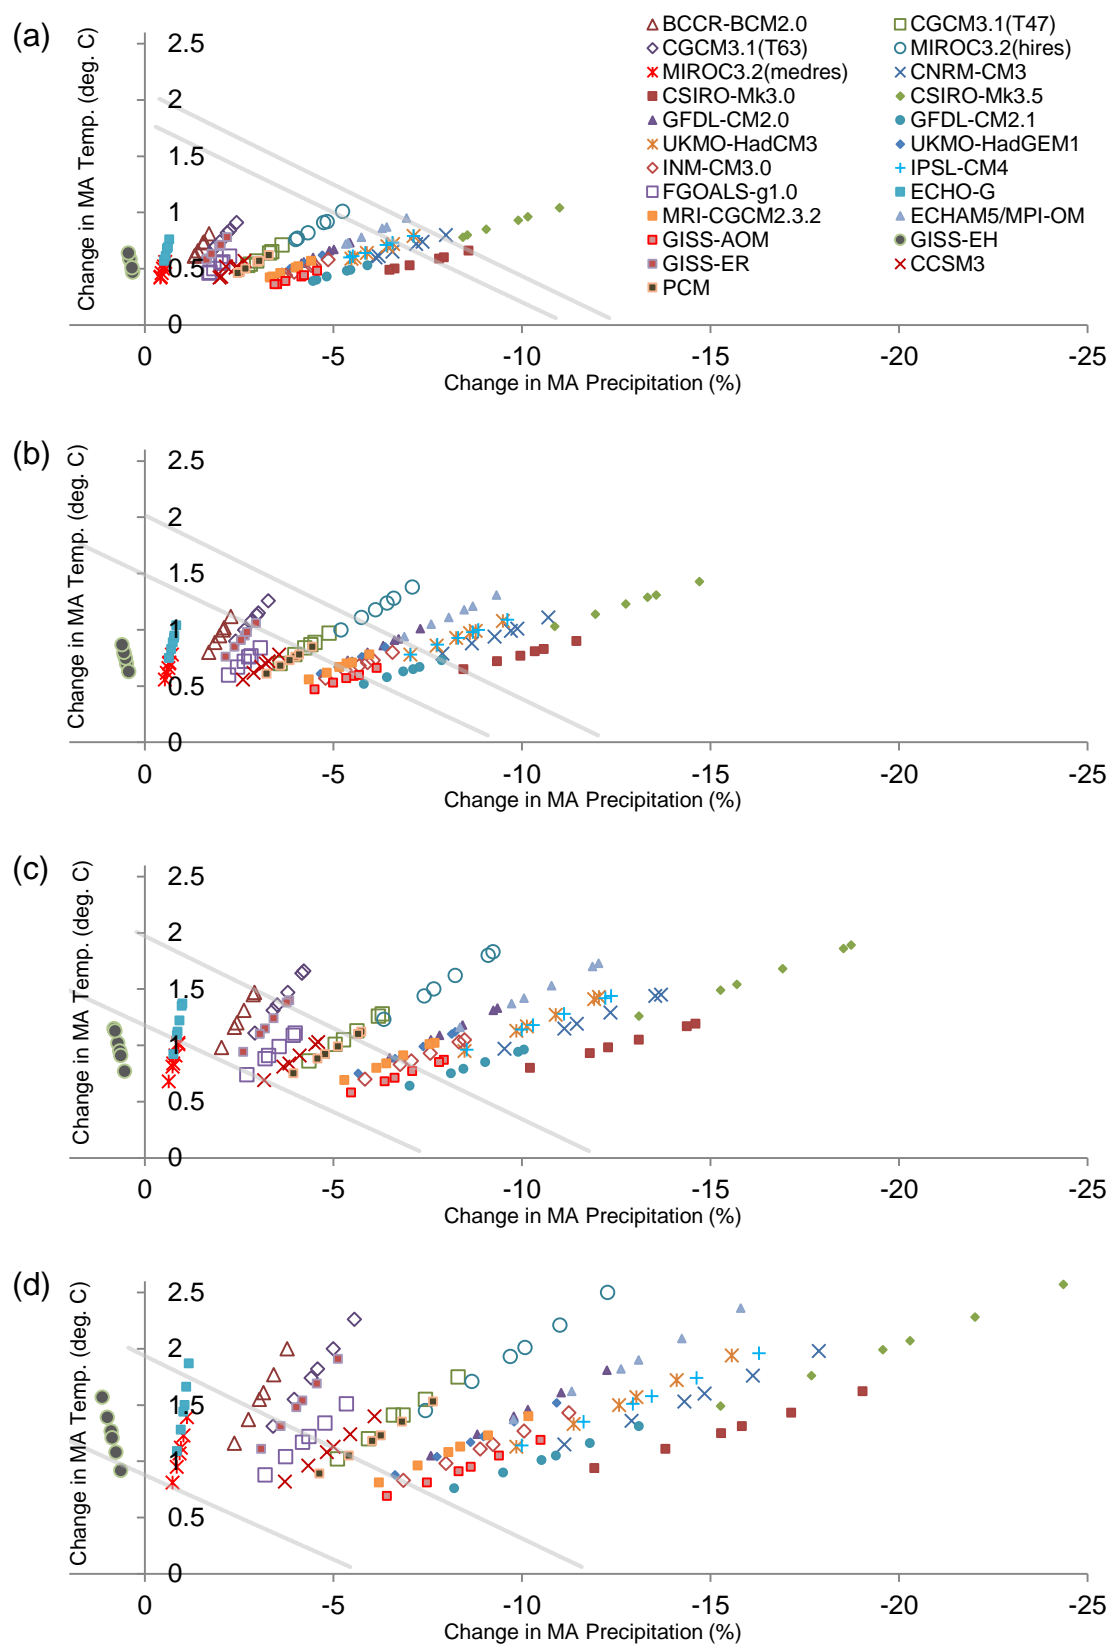 (a)
Change in MA Temp. (deg. C)
2.5
2
1.5
1
0.5
0
0 -5 -10 -15 -20 -25
Change in MA Precipitation (%)
BCCR-BCM2.0 CGCM3.1(T47)
CGCM3.1(T63) MIROC3.2(hires)
MIROC3.2(medres) CNRM-CM3
CSIRO-Mk3.0 CSIRO-Mk3.5
GFDL-CM2.0 GFDL-CM2.1
UKMO-HadCM3 UKMO-HadGEM1
INM-CM3.0 IPSL-CM4
FGOALS-g1.0 ECHO-G
MRI-CGCM2.3.2 ECHAM5/MPI-OM
GISS-AOM GISS-EH
GISS-ER CCSM3
PCM
(b)
Change in MA Temp. (deg. C)
2.5
2
1.5
1
0.5
0
0 -5 -10 -15 -20 -25
Change in MA Precipitation (%)
(c)
Change in MA Temp. (deg. C)
2.5
2
1.5
1
0.5
0
0 -5 -10 -15 -20 -25
Change in MA Precipitation (%)
(d)
Change in MA Temp. (deg. C)
2.5
2
1.5
1
0.5
0
0 -5 -10 -15 -20 -25
Change in MA Precipitation (%)